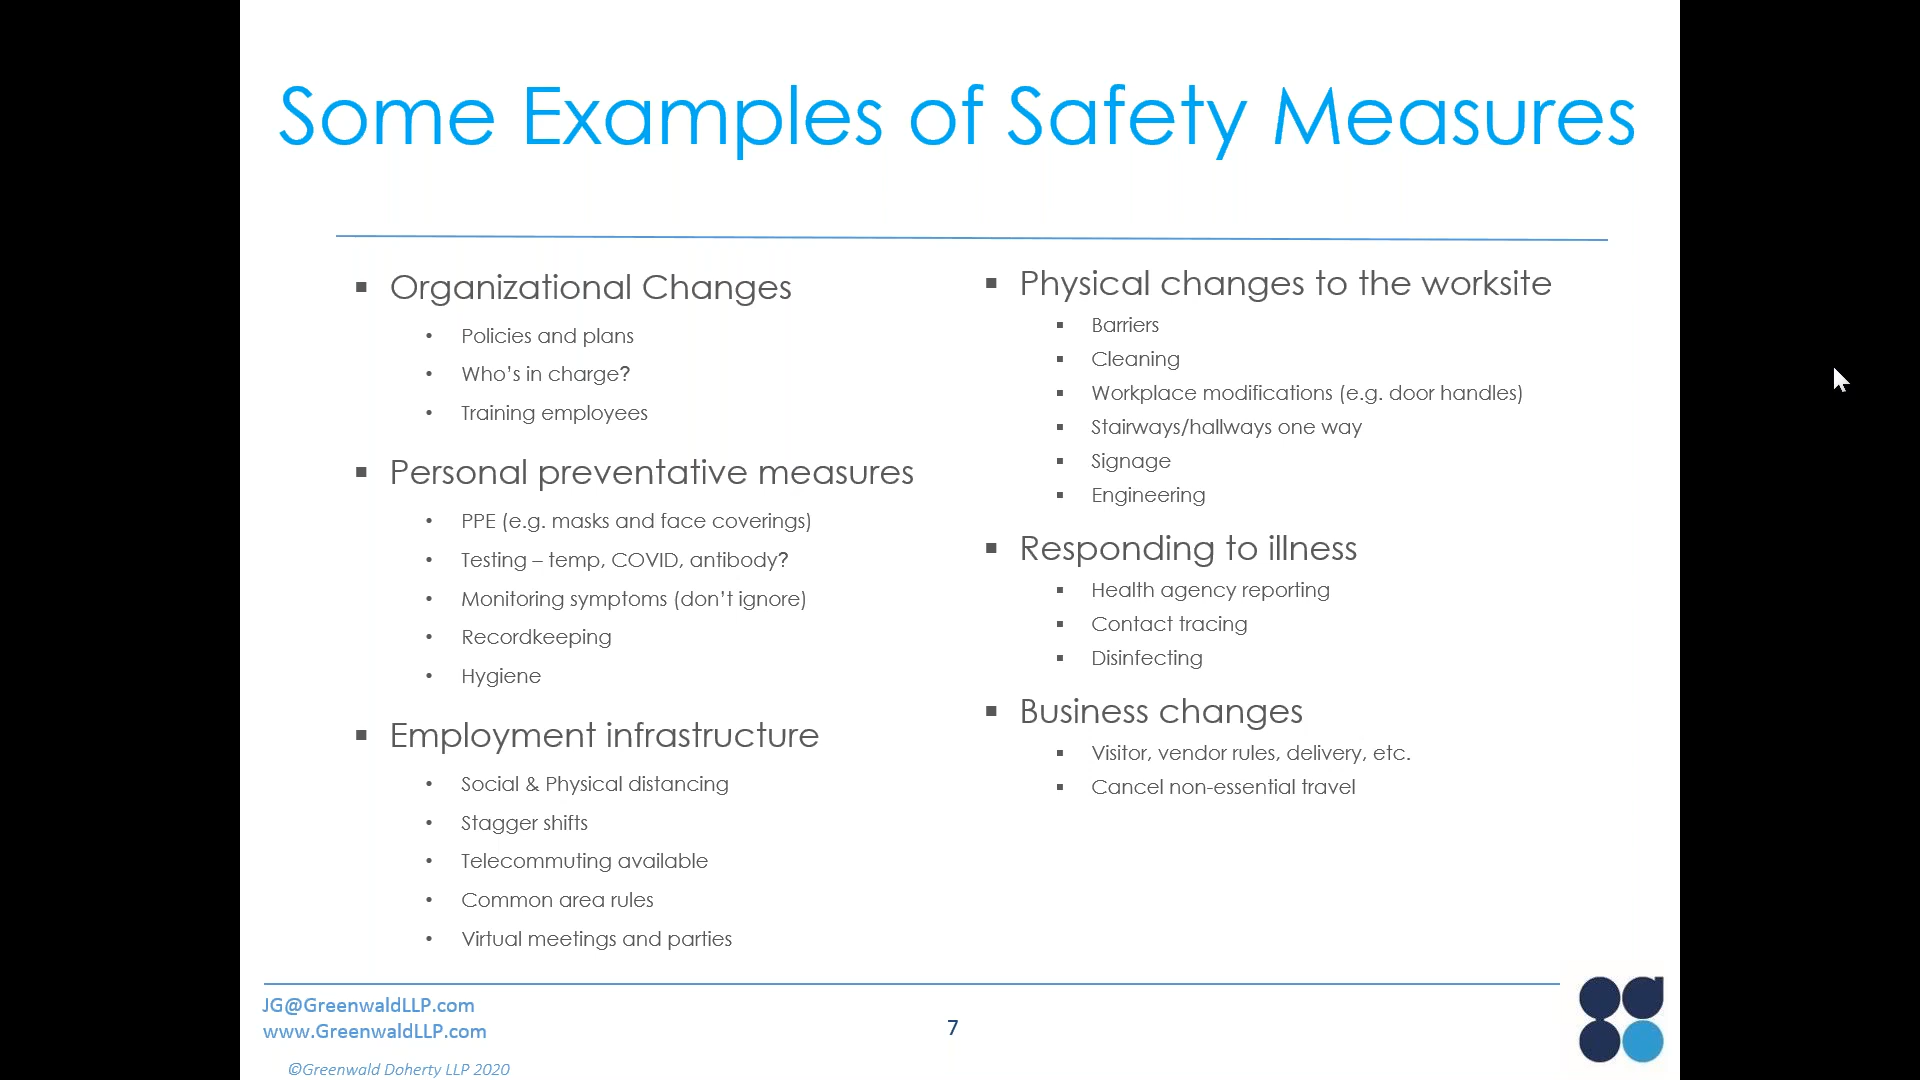 Some Examples of Safety Measures
Organizational Changes
Policies and plans
Who's in charge?
Training employees
Personal preventative measures
PPE (e.g. masks and face coverings)
Testing – temp, COVID, antibody?
Monitoring symptoms (don't ignore)
Recordkeeping
Hygiene
Employment infrastructure
Social & Physical distancing
Stagger shifts
Telecommuting available
Common area rules
Virtual meetings and parties
Physical changes to the worksite
Barriers
Cleaning
Workplace modifications (e.g. door handles)
Stairways/hallways one way
Signage
Engineering
Responding to illness
Health agency reporting
Contact tracing
Disinfecting
Business changes
Visitor, vendor rules, delivery, etc.
Cancel non-essential travel
JG@GreenwaldLLP.com
www.GreenwaldLLP.com
7
©Greenwald Doherty LLP 2020